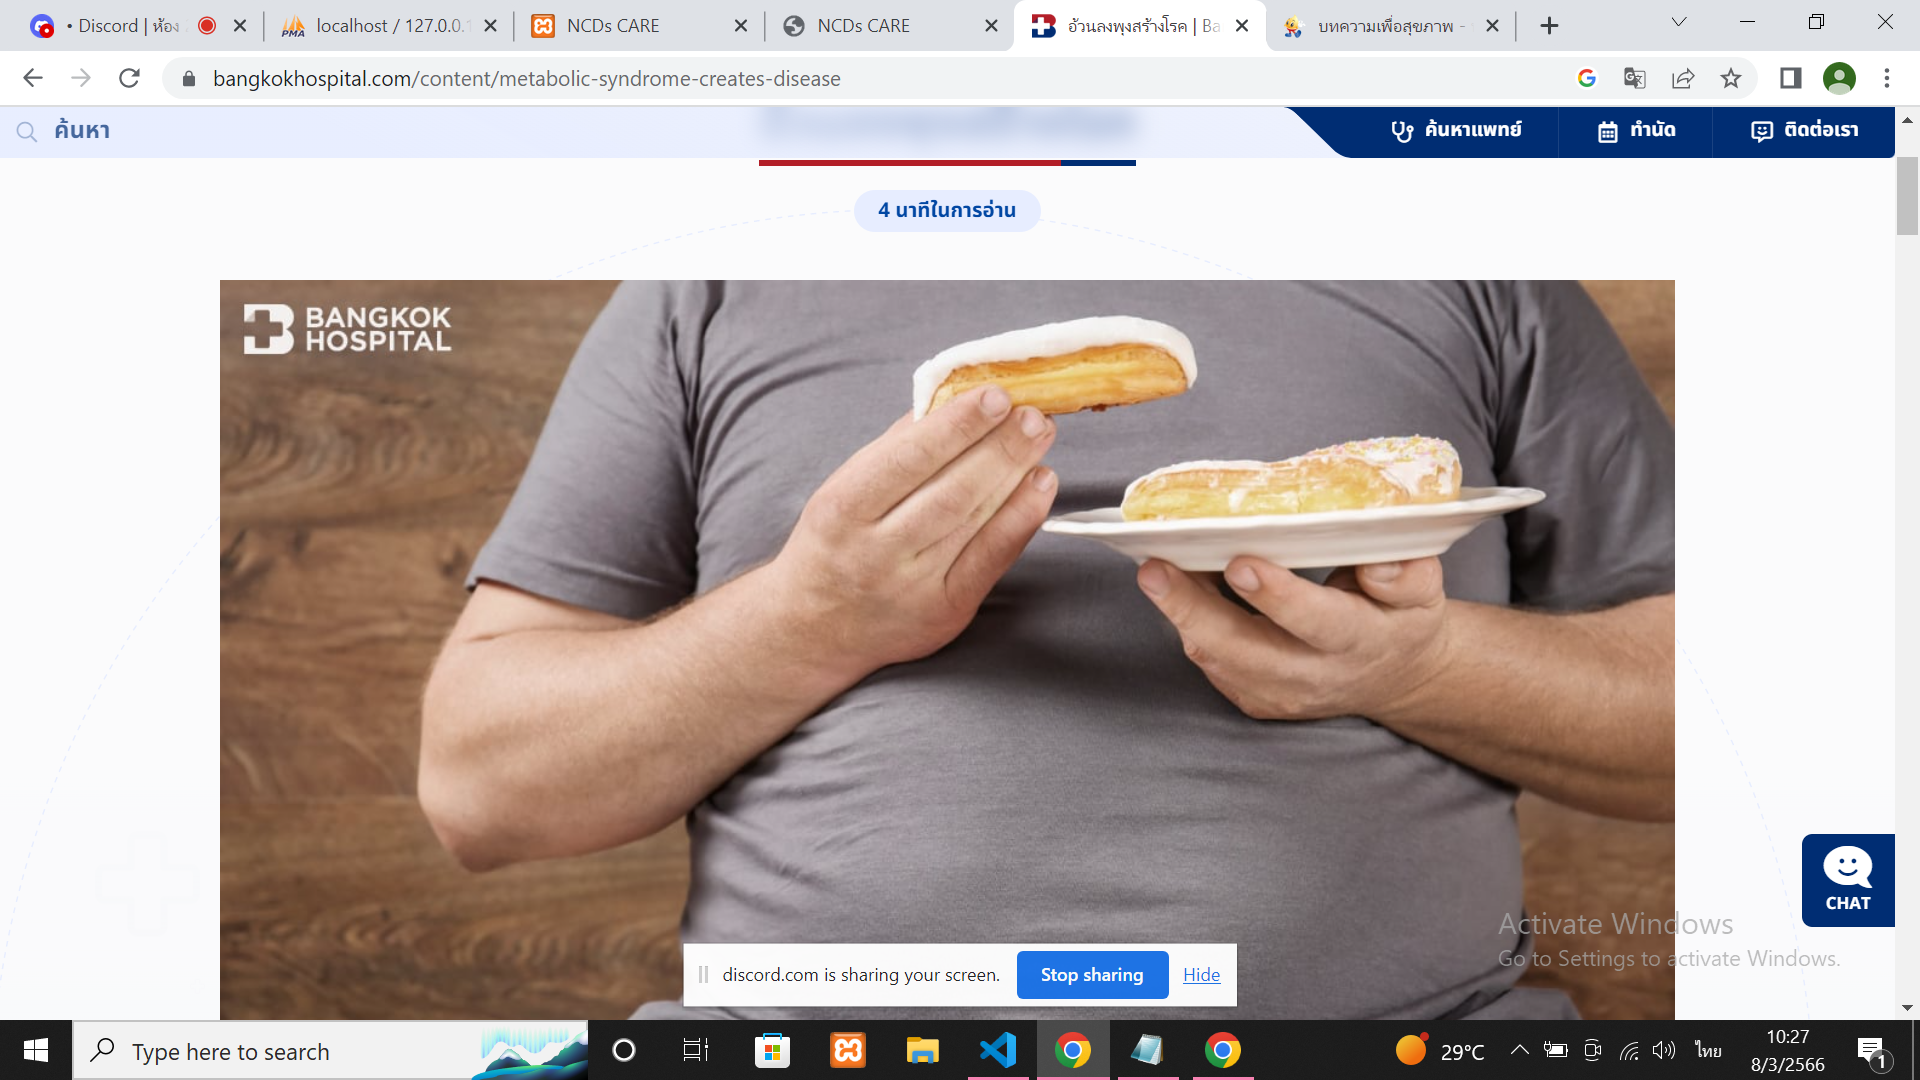 • Discord | ห้อง
localhost / 127.0.0.1
NCDs CARE
NCDs CARE
อ้วนลงพุงสร้างโรค | Ba
บทความเพื่อสุขภาพ -
bangkokhospital.com/content/metabolic-syndrome-creates-disease
ค้นหา
ค้นหาแพทย์
ทำนัด
ติดต่อเรา
4 นาทีในการอ่าน
BANGKOK
HOSPITAL
CHAT
Activate Windows
Go to Settings to activate Windows.
discord.com is sharing your screen.
Stop sharing
Hide
Type here to search
29°C
ไทย
10:27
8/3/2566
1